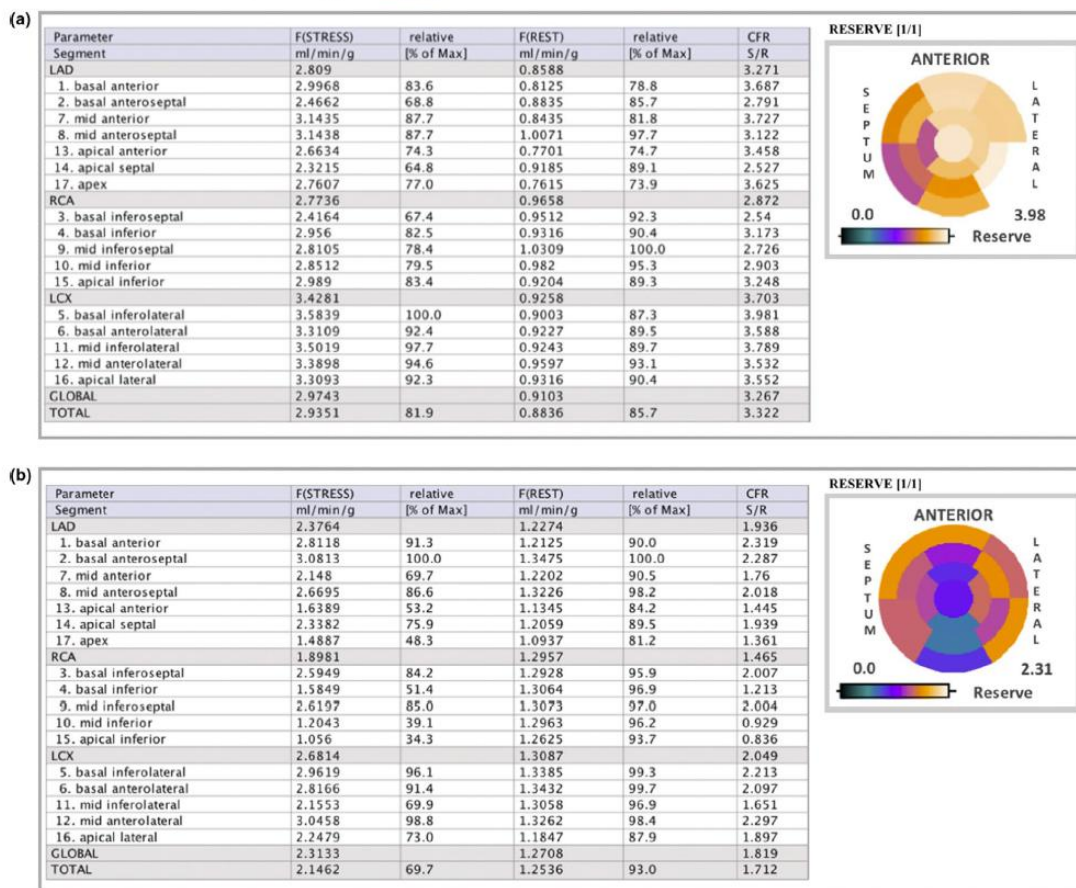 (a)
Parameter F(STRESS) relative F(REST) relative CFR
Segment ml/min/g [% of Max] ml/min/g [% of Max] S/R
LAD 2.809 0.8588 3.271
1. basal anterior 2.9968 83.6 0.8125 78.8 3.687
2. basal anteroseptal 2.4662 68.8 0.8835 85.7 2.791
7. mid anterior 3.1435 87.7 0.8435 81.8 3.727
8. mid anteroseptal 3.1438 87.7 1.0071 97.7 3.122
13. apical anterior 2.6634 74.3 0.7701 74.7 3.458
14. apical septal 2.3215 64.8 0.9185 89.1 2.527
17. apex 2.7607 77.0 0.7615 73.9 3.625
RCA 2.7736 0.9658 2.872
3. basal inferoseptal 2.4164 67.4 0.9512 92.3 2.54
4. basal inferior 2.956 82.5 0.9316 90.4 3.173
9. mid inferoseptal 2.8105 78.4 1.0309 100.0 2.726
10. mid inferior 2.8512 79.5 0.982 95.3 2.903
15. apical inferior 2.989 83.4 0.9204 89.3 3.248
LCX 3.4281 0.9258 3.703
5. basal inferolateral 3.5839 100.0 0.9003 87.3 3.981
6. basal anterolateral 3.3109 92.4 0.9227 89.5 3.588
11. mid inferolateral 3.5019 97.7 0.9243 89.7 3.789
12. mid anterolateral 3.3898 94.6 0.9597 93.1 3.532
16. apical lateral 3.3093 92.3 0.9316 90.4 3.552
GLOBAL 2.9743 0.9103 3.267
TOTAL 2.9351 81.9 0.8836 85.7 3.322
RESERVE [1/1]
ANTERIOR
SEPTUM
LATERAL
0.0 3.98
Reserve
(b)
Parameter F(STRESS) relative F(REST) relative CFR
Segment ml/min/g [% of Max] ml/min/g [% of Max] S/R
LAD 2.3764 1.2274 1.936
1. basal anterior 2.8118 91.3 1.2125 90.0 2.319
2. basal anteroseptal 3.0813 100.0 1.3475 100.0 2.287
7. mid anterior 2.148 69.7 1.2202 90.5 1.76
8. mid anteroseptal 2.6695 86.6 1.3226 98.2 2.018
13. apical anterior 1.6389 53.2 1.1345 84.2 1.445
14. apical septal 2.3382 75.9 1.2059 89.5 1.939
17. apex 1.4887 48.3 1.0937 81.2 1.361
RCA 1.8981 1.2957 1.465
3. basal inferoseptal 2.5949 84.2 1.2928 95.9 2.007
4. basal inferior 1.5849 51.4 1.3064 96.9 1.213
9. mid inferoseptal 2.6197 85.0 1.3073 97.0 2.004
10. mid inferior 1.2043 39.1 1.2963 96.2 0.929
15. apical inferior 1.056 34.3 1.2625 93.7 0.836
LCX 2.6814 1.3087 2.049
5. basal inferolateral 2.9619 96.1 1.3385 99.3 2.213
6. basal anterolateral 2.8166 91.4 1.3432 99.7 2.097
11. mid inferolateral 2.1553 69.9 1.3058 96.9 1.651
12. mid anterolateral 3.0458 98.8 1.3262 98.4 2.297
16. apical lateral 2.2479 73.0 1.1847 87.9 1.897
GLOBAL 2.3133 1.2708 1.819
TOTAL 2.1462 69.7 1.2536 93.0 1.712
RESERVE [1/1]
ANTERIOR
SEPTUM
LATERAL
0.0 2.31
Reserve